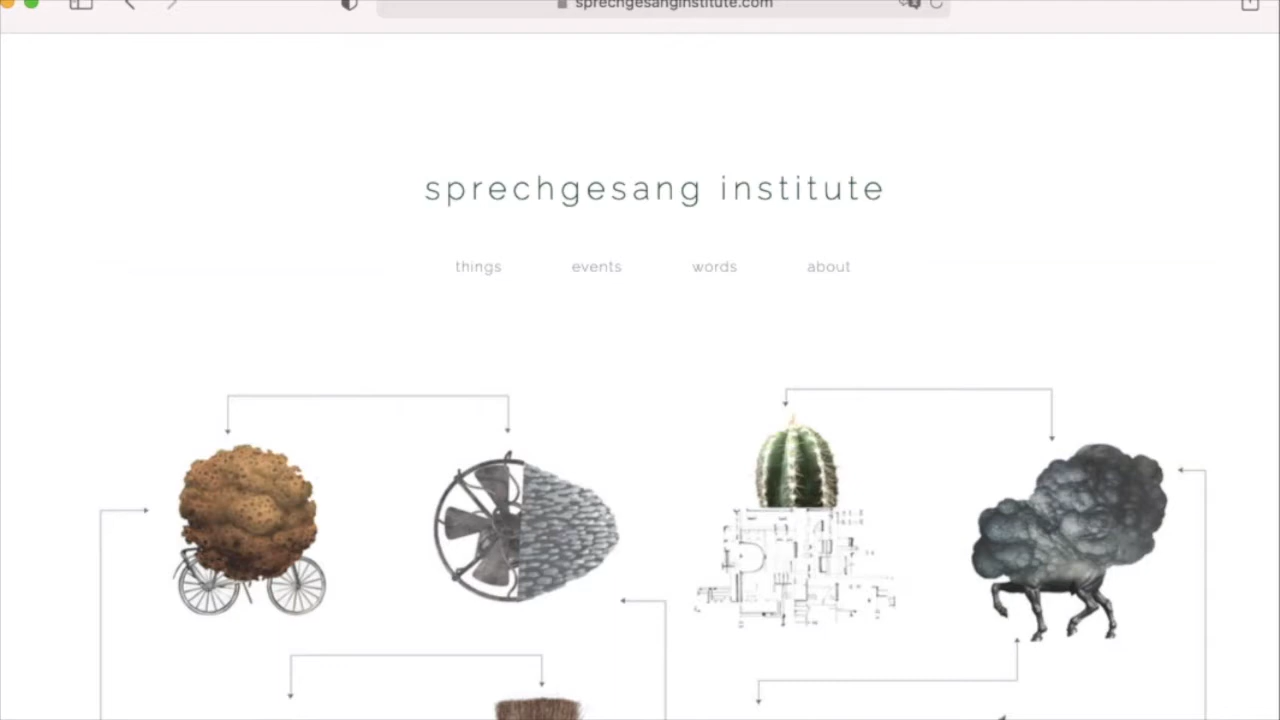 sprechgesanginstitute.com
sprechgesang institute
things events words about